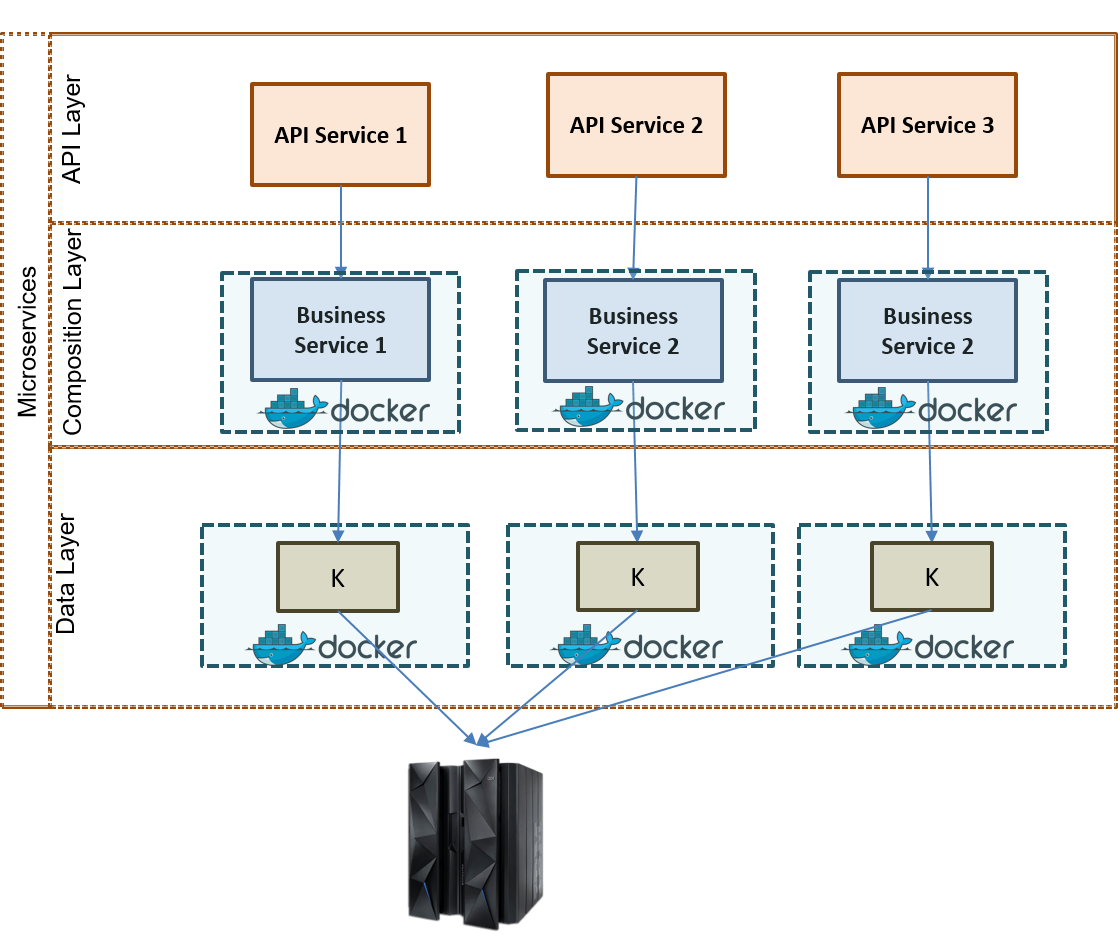 Microservices
API Layer
API Service 1
API Service 2
API Service 3
Composition Layer
Business
Service 1
Business
Service 2
Business
Service 2
docker
docker
docker
Data Layer
K
K
K
docker
docker
docker